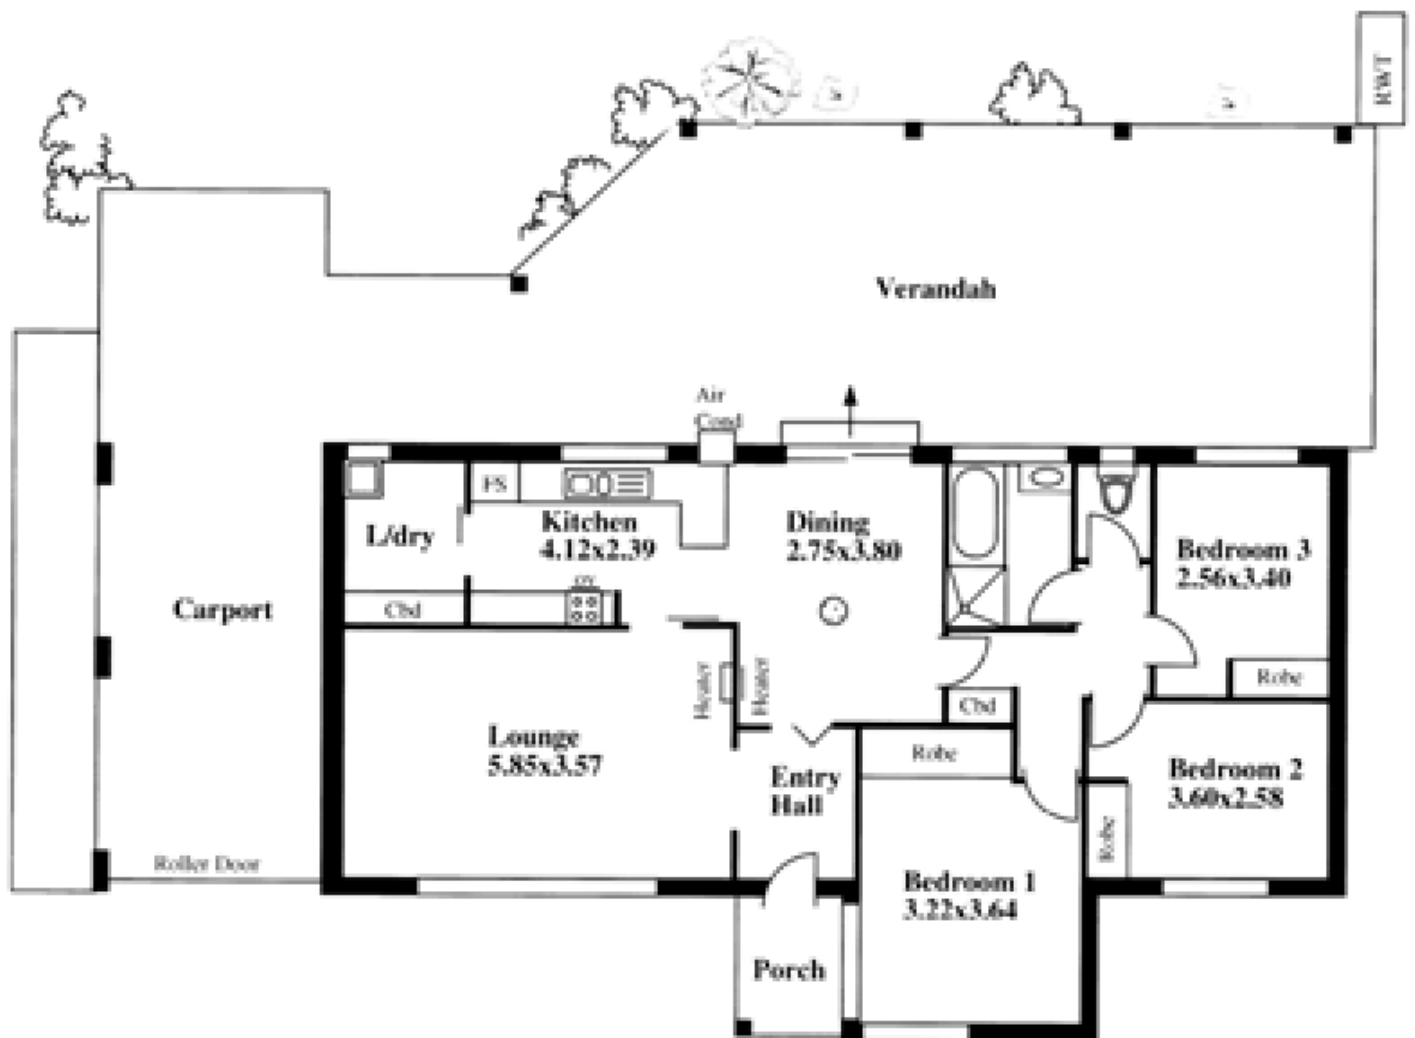 RWT
Verandah
Air
Cond
FS
Kitchen
4.12x2.39
L/dry
Dining
2.75x3.80
Bedroom 3
2.56x3.40
OV
Cbd
Carport
Robe
Heater
Heater
Cbd
Lounge
5.85x3.57
Robe
Entry
Hall
Bedroom 2
3.60x2.58
Robe
Roller Door
Bedroom 1
3.22x3.64
Porch